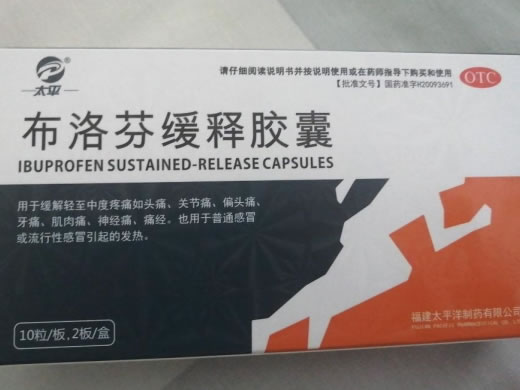 太平
请仔细阅读说明书并按说明使用或在药师指导下购买和使用
【批准文号】国药准字H20093691
OTC
布洛芬缓释胶囊
IBUPROFEN SUSTAINED-RELEASE CAPSULES
用于缓解轻至中度疼痛如头痛、关节痛、偏头痛、
牙痛、肌肉痛、神经痛、痛经。也用于普通感冒
或流行性感冒引起的发热。
10粒/板,2板/盒
福建太平洋制药有限公司
FUJIAN PACIFIC PHARMACEUTICAL CO.